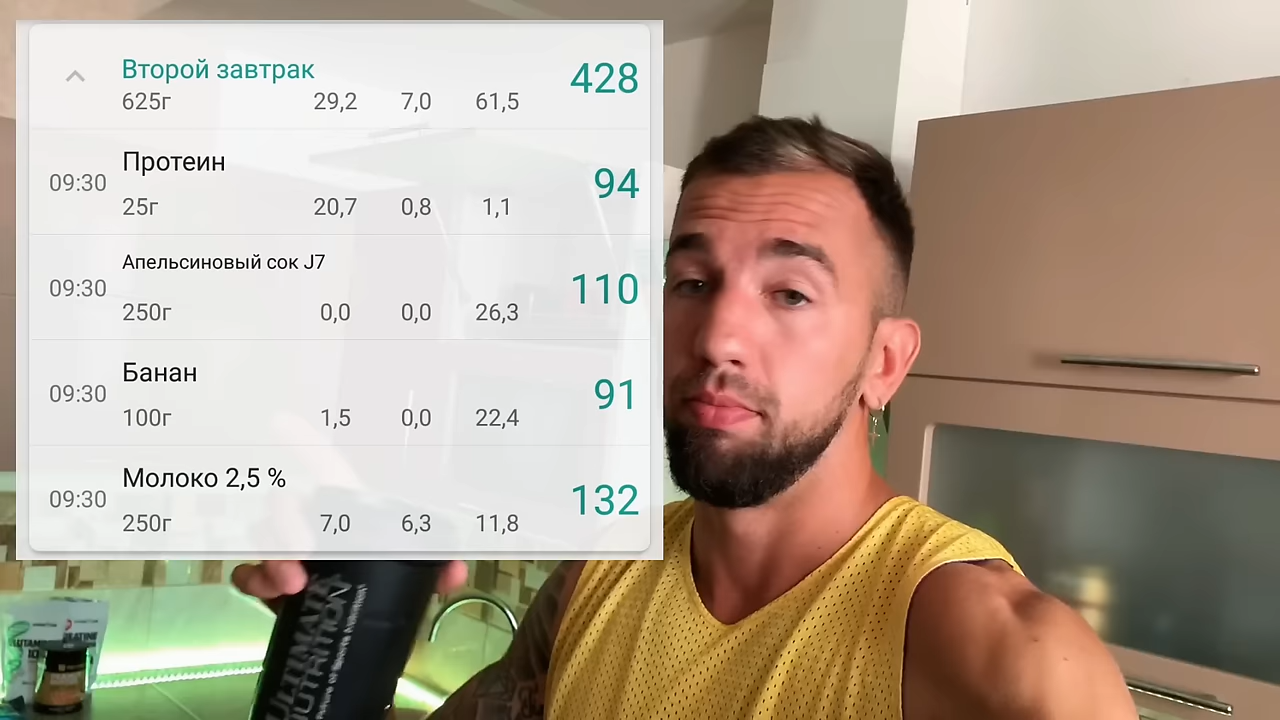 Второй завтрак
428
625г 29,2 7,0 61,5
Протеин
09:30
94
25г 20,7 0,8 1,1
Апельсиновый сок J7
09:30
110
250г 0,0 0,0 26,3
Банан
09:30
91
100г 1,5 0,0 22,4
Молоко 2,5 %
09:30
132
250г 7,0 6,3 11,8
ULTIMATE
NUTRITION